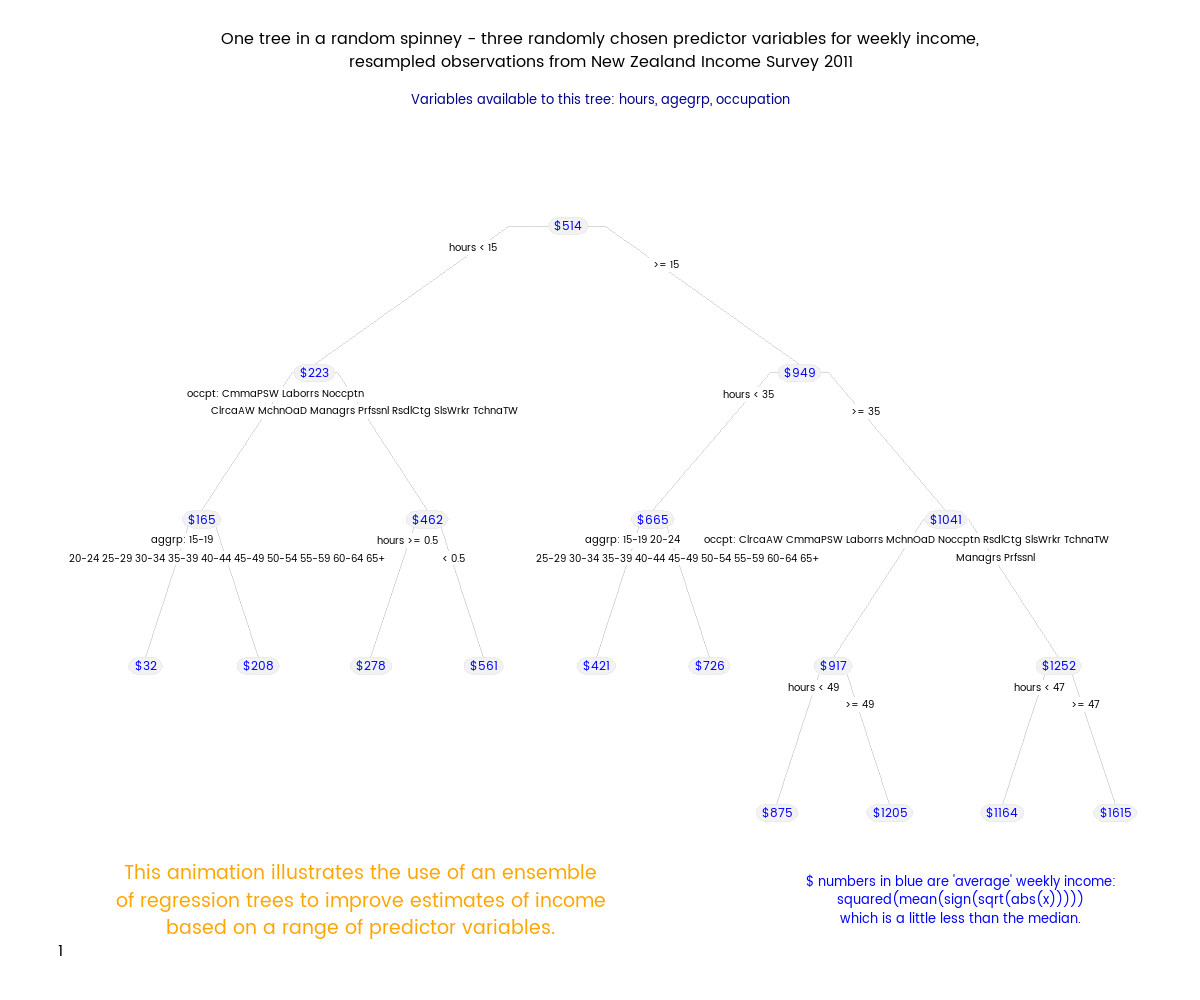 One tree in a random spinney - three randomly chosen predictor variables for weekly income,
resampled observations from New Zealand Income Survey 2011
Variables available to this tree: hours, agegrp, occupation
$514
hours < 15
>= 15
$223
$949
occpt: CmmaPSW Laborrs Noccptn
hours < 35
ClrcaAW MchnOaD Managrs Prfssnl RsdlCtg SlsWrkr TchnaTW
>= 35
$165
$462
$665
$1041
aggrp: 15-19
hours >= 0.5
aggrp: 15-19 20-24
occpt: ClrcaAW CmmaPSW Laborrs MchnOaD Noccptn RsdlCtg SlsWrkr TchnaTW
20-24 25-29 30-34 35-39 40-44 45-49 50-54 55-59 60-64 65+
< 0.5
25-29 30-34 35-39 40-44 45-49 50-54 55-59 60-64 65+
Managrs Prfssnl
$32
$208
$278
$561
$421
$726
$917
$1252
hours < 49
hours < 47
>= 49
>= 47
$875
$1205
$1164
$1615
This animation illustrates the use of an ensemble
of regression trees to improve estimates of income
based on a range of predictor variables.
$ numbers in blue are 'average' weekly income:
squared(mean(sign(sqrt(abs(x)))))
which is a little less than the median.
1